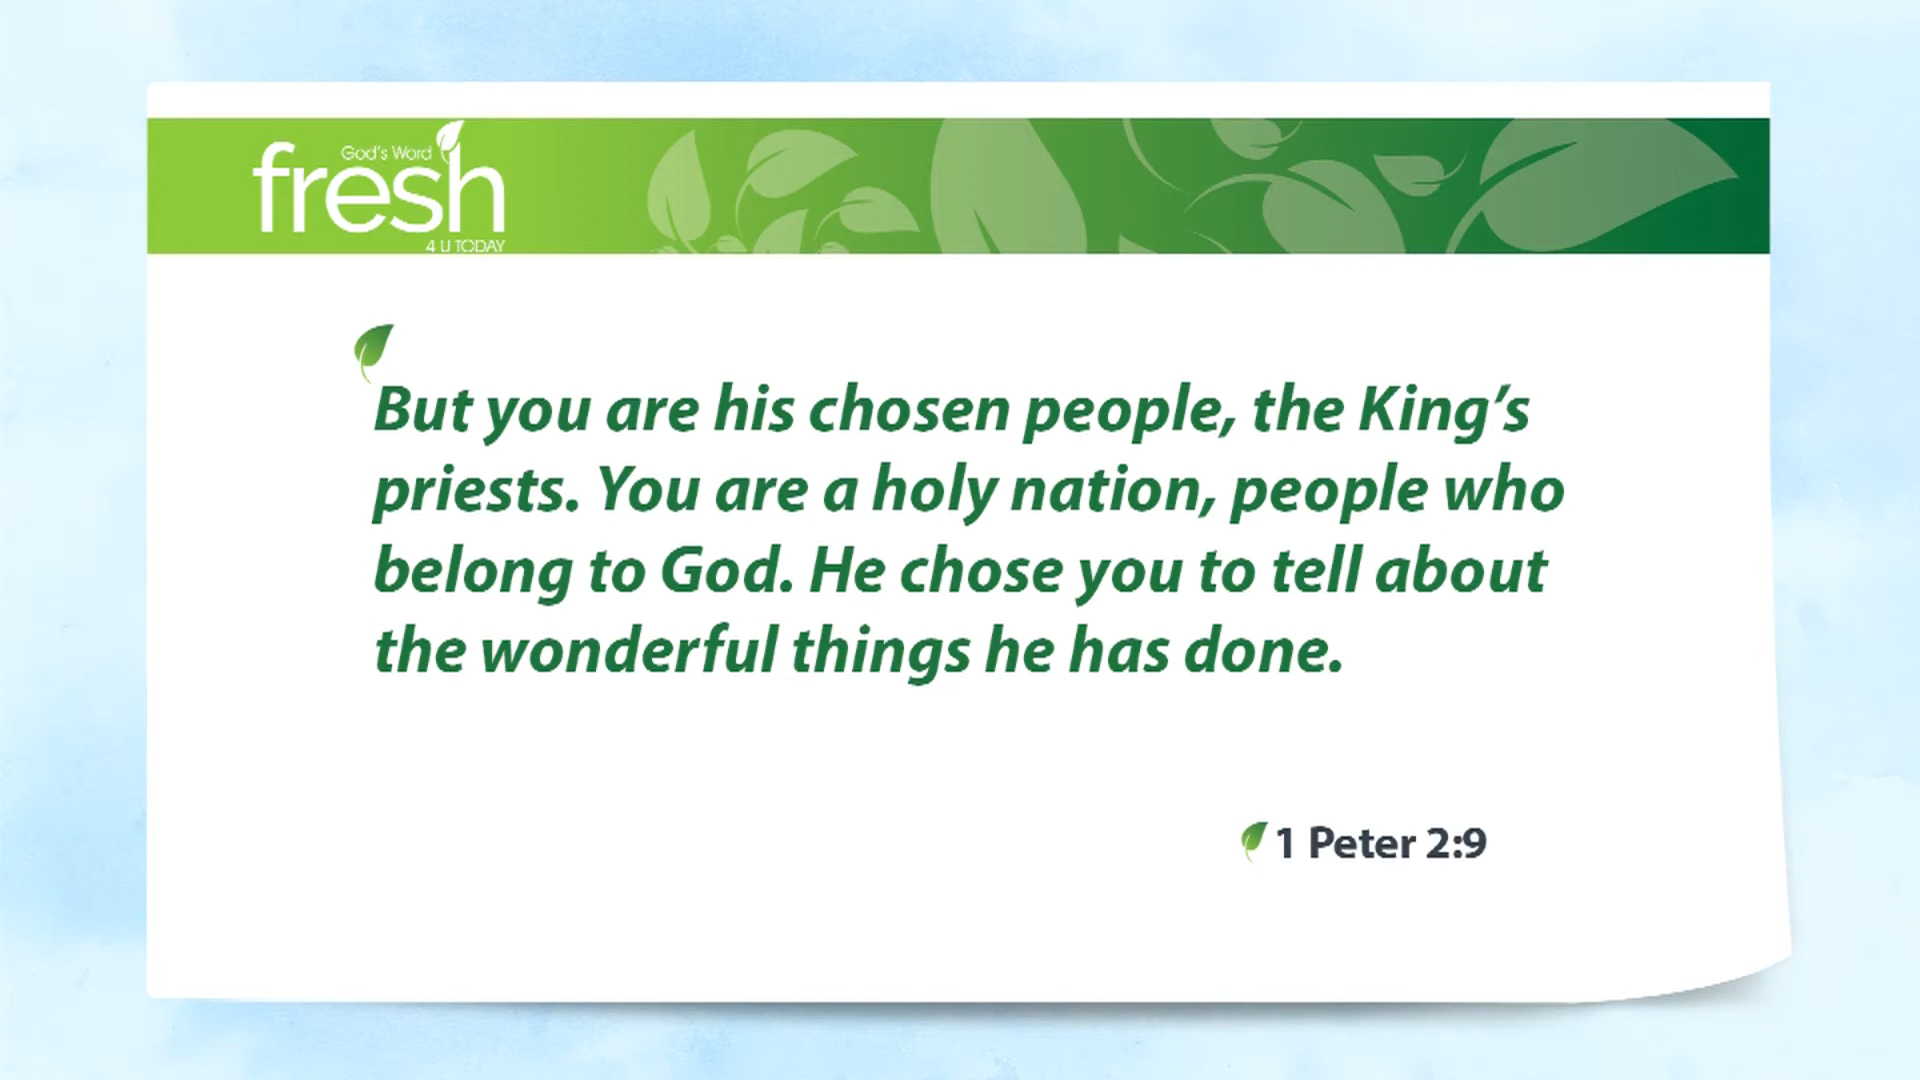 God's Word
fresh
4 U TODAY
But you are his chosen people, the King’s
priests. You are a holy nation, people who
belong to God. He chose you to tell about
the wonderful things he has done.
1 Peter 2:9